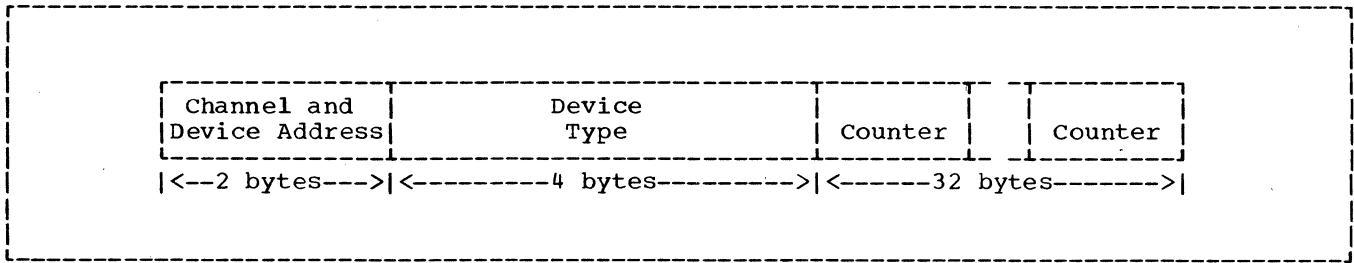 Channel and Device
Device Address Type Counter Counter
<--2 bytes---> <---------4 bytes---------> <------32 bytes------->